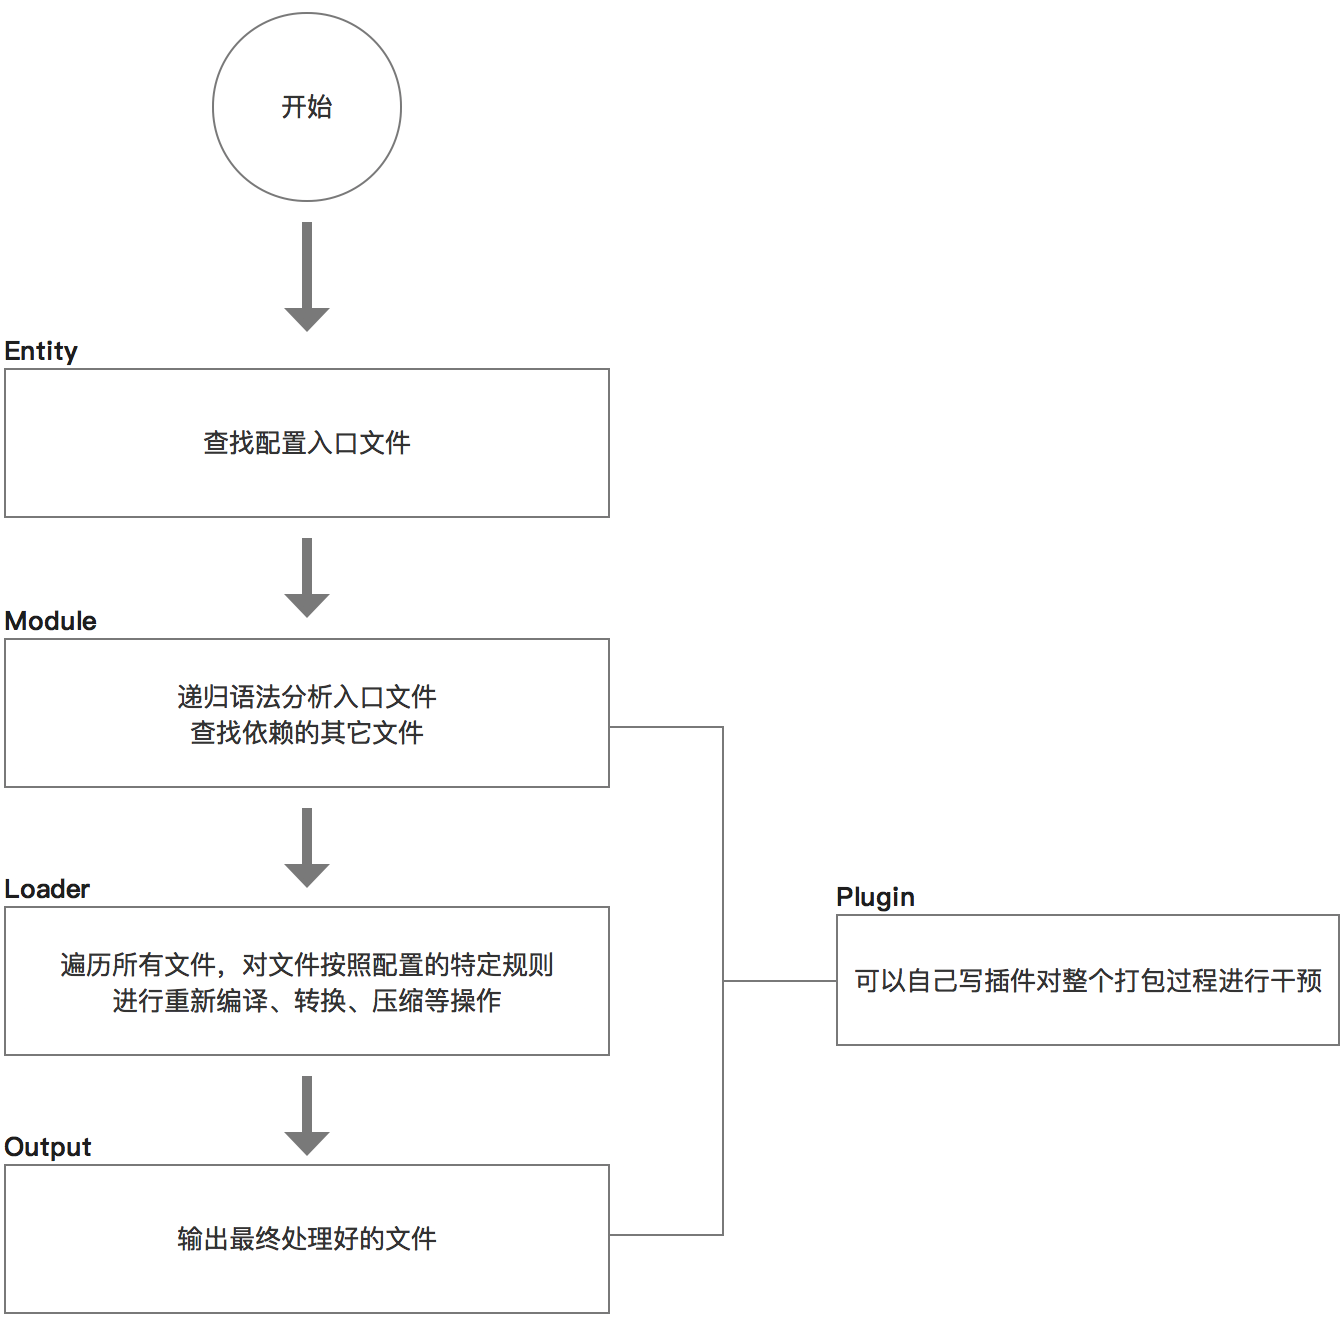 开始
Entity
查找配置入口文件
Module
递归语法分析入口文件
查找依赖的其它文件
Loader
遍历所有文件，对文件按照配置的特定规则
进行重新编译、转换、压缩等操作
Plugin
可以自己写插件对整个打包过程进行干预
Output
输出最终处理好的文件